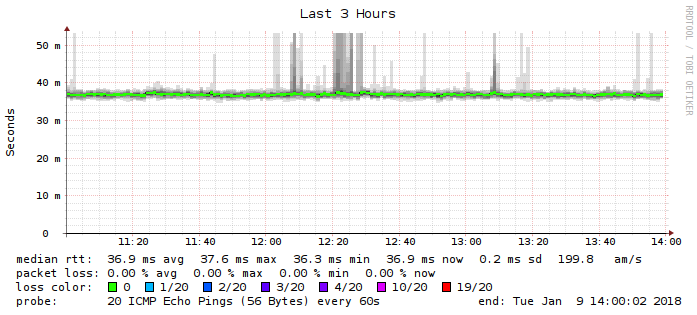 Last 3 Hours
RRDTOOL / TOBI OETIKER
Seconds
50 m
40 m
30 m
20 m
10 m
0
11:20 11:40 12:00 12:20 12:40 13:00 13:20 13:40 14:00
median rtt: 36.9 ms avg 37.6 ms max 36.3 ms min 36.9 ms now 0.2 ms sd 199.8 am/s
packet loss: 0.00 % avg 0.00 % max 0.00 % min 0.00 % now
loss color: 0 1/20 2/20 3/20 4/20 10/20 19/20
probe: 20 ICMP Echo Pings (56 Bytes) every 60s end: Tue Jan 9 14:00:02 2018